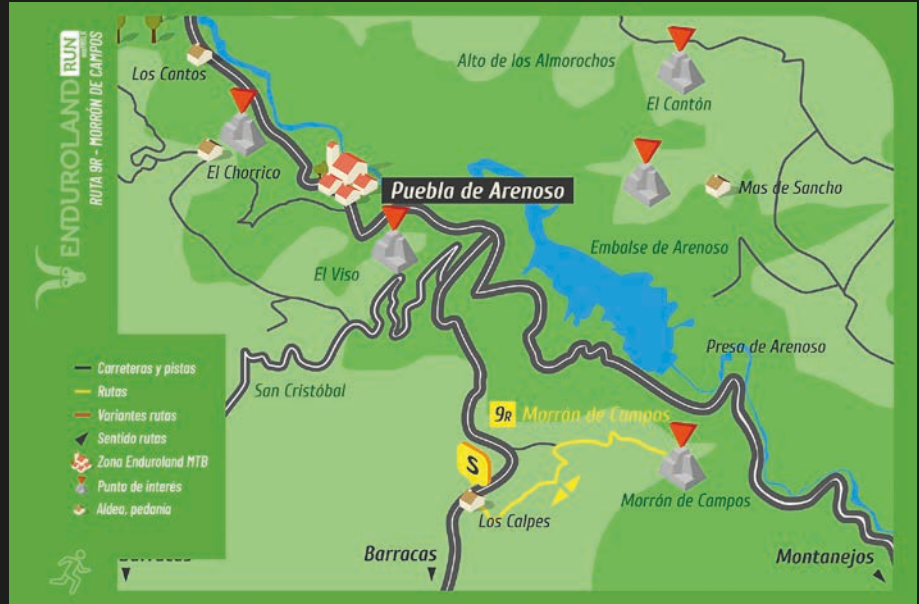 ENDUROLAND RUN
RUTA 9R - MORRÓN DE CAMPOS
Los Cantos
Alto de los Almorochos
El Cantón
El Chorrico
Puebla de Arenoso
Mas de Sancho
El Viso
Embalse de Arenoso
Presa de Arenoso
San Cristóbal
Carreteras y pistas
Rutas
Variantes rutas
Sentido rutas
Zona Enduroland MTB
Punto de interés
Aldea, pedanía
9R Morrón de Campos
S
Morrón de Campos
Los Calpes
Barracas
Barracas
Montanejos